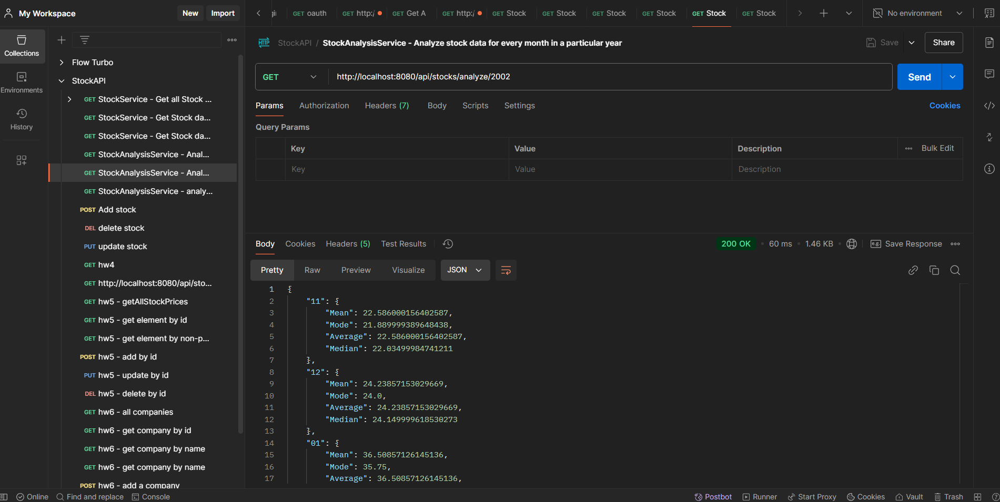 My Workspace
New
Import
GET oauth
GET http:/
GET Get A
GET http:/
GET Stock
GET Stock
GET Stock
GET Stock
GET Stock
GET Stock
No environment
Collections
Environments
History
Flow Turbo
StockAPI
GET StockService - Get all Stock ...
GET StockService - Get Stock da...
GET StockService - Get Stock da...
GET StockAnalysisService - Anal...
GET StockAnalysisService - Anal...
GET StockAnalysisService - analy...
POST Add stock
DEL delete stock
PUT update stock
GET hw4
GET http://localhost:8080/api/sto...
GET hw5 - getAllStockPrices
GET hw5 - get element by id
GET hw5 - get element by non-p...
POST hw5 - add by id
PUT hw5 - update by id
DEL hw5 - delete by id
GET hw6 - all companies
GET hw6 - get company by id
GET hw6 - get company by name
GET hw6 - get company by name
POST hw6 - add a company
HTTP StockAPI / StockAnalysisService - Analyze stock data for every month in a particular year
Save
Share
GET http://localhost:8080/api/stocks/analyze/2002
Send
Params Authorization Headers (7) Body Scripts Settings Cookies
Query Params
Key Value Description Bulk Edit
Key Value Description
Body Cookies Headers (5) Test Results
200 OK • 60 ms • 1.46 KB • e.g. Save Response
Pretty Raw Preview Visualize JSON
1 {
2 "11": {
3 "Mean": 22.586000156402587,
4 "Mode": 21.889999389648438,
5 "Average": 22.586000156402587,
6 "Median": 22.03499984741211
7 },
8 "12": {
9 "Mean": 24.23857153029669,
10 "Mode": 24.0,
11 "Average": 24.23857153029669,
12 "Median": 24.149999618530273
13 },
14 "01": {
15 "Mean": 36.50857126145136,
16 "Mode": 35.75,
17 "Average": 36.50857126145136,
Online Find and replace Console
Postbot Runner Start Proxy Cookies Vault Trash